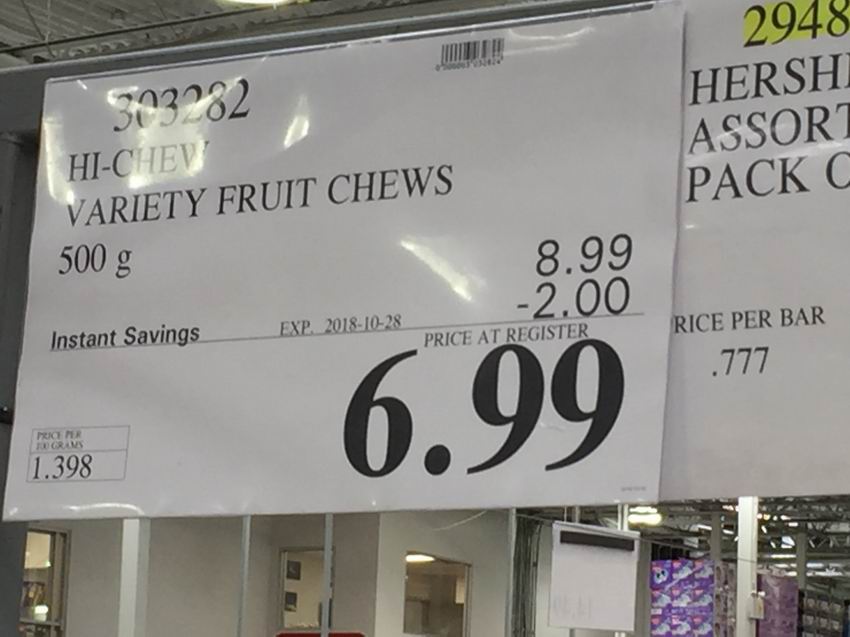 303282
HI-CHEW
VARIETY FRUIT CHEWS
500 g
8.99
-2.00
Instant Savings
EXP. 2018-10-28
PRICE AT REGISTER
6.99
PRICE PER
100 GRAMS
1.398
2948
HERSH
ASSORT
PACK
RICE PER BAR
.777